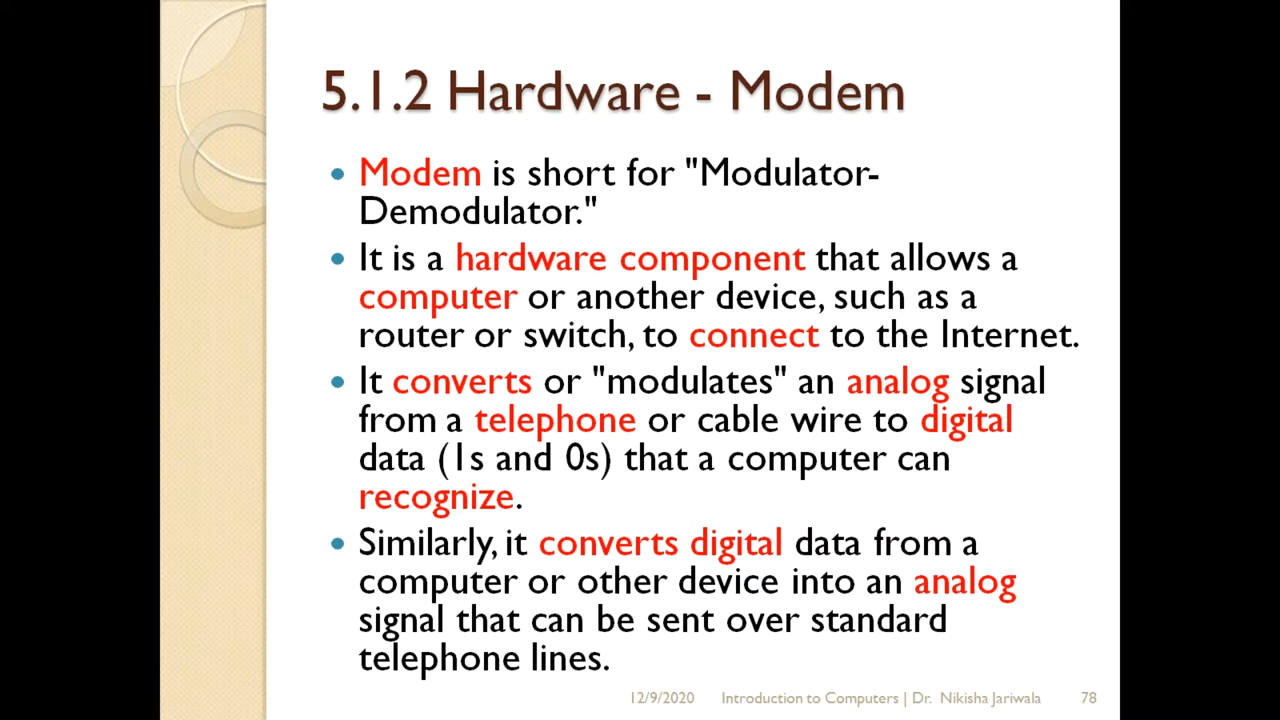 5.1.2 Hardware - Modem
Modem is short for "Modulator-
Demodulator."
It is a hardware component that allows a
computer or another device, such as a
router or switch, to connect to the Internet.
It converts or "modulates" an analog signal
from a telephone or cable wire to digital
data (1s and 0s) that a computer can
recognize.
Similarly, it converts digital data from a
computer or other device into an analog
signal that can be sent over standard
telephone lines.
12/9/2020 Introduction to Computers | Dr. Nikisha Jariwala 78